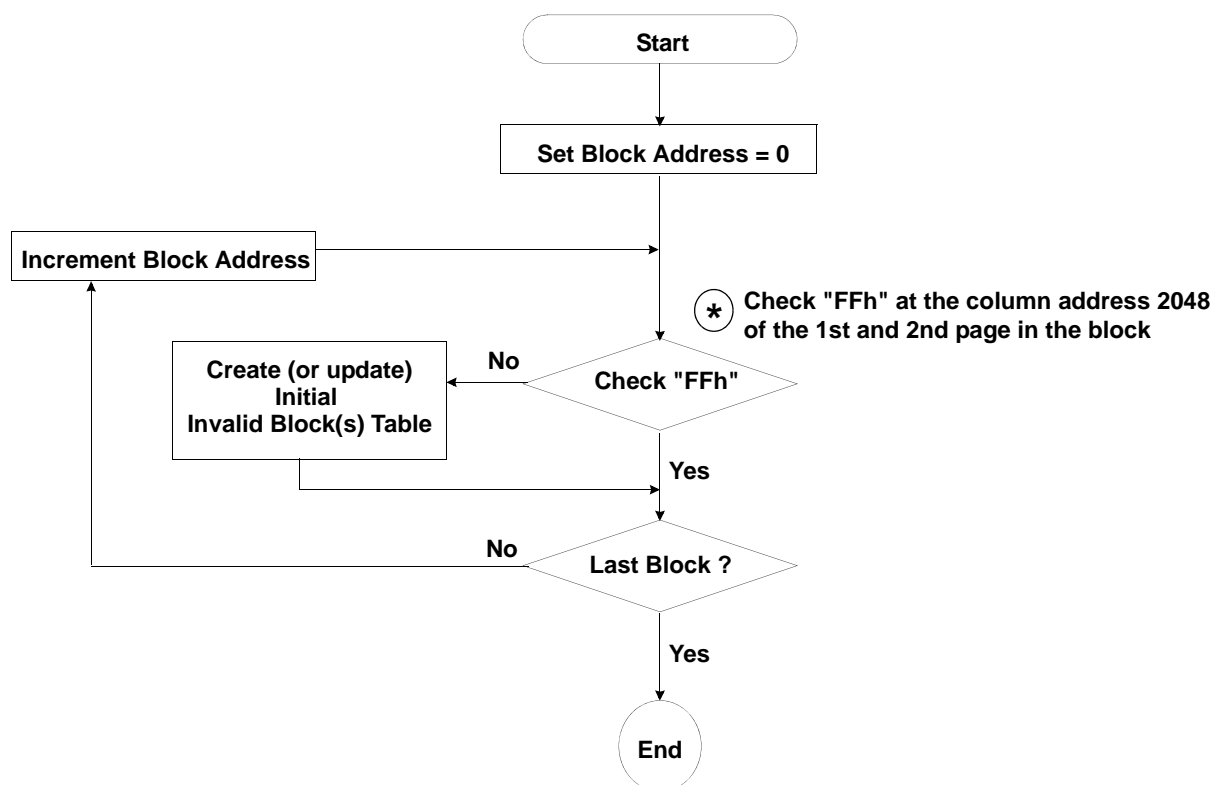 Start
Set Block Address = 0
Increment Block Address
* Check "FFh" at the column address 2048
of the 1st and 2nd page in the block
No
Create (or update)
Initial
Invalid Block(s) Table
Check "FFh"
Yes
No
Last Block ?
Yes
End